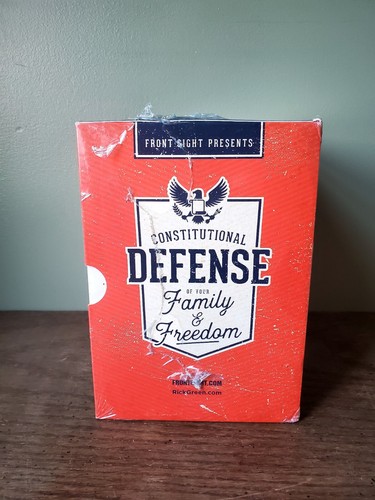 FRONT SIGHT PRESENTS
CONSTITUTIONAL
DEFENSE
OF YOUR
Family
&
Freedom
RickGreen.com